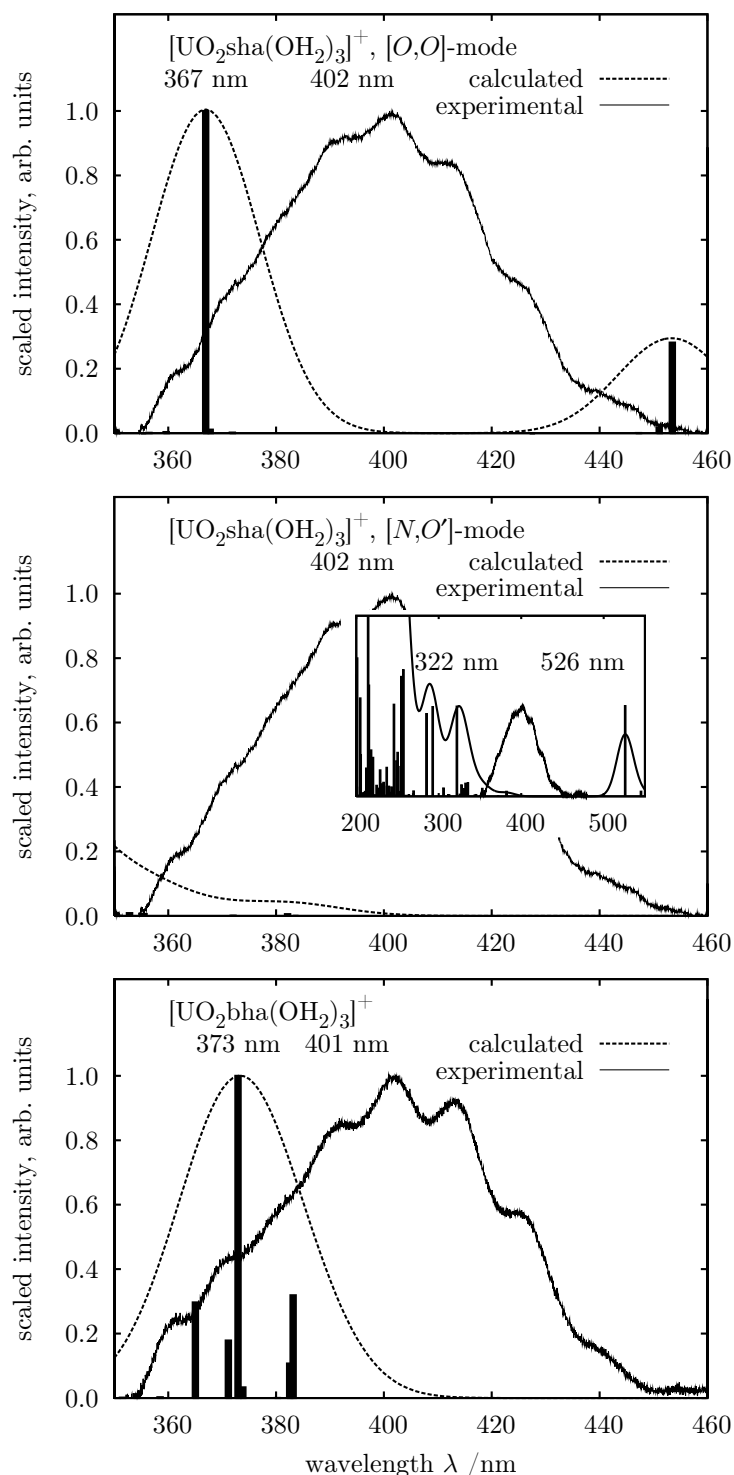 [UO₂sha(OH₂)₃]⁺, [O,O]-mode
367 nm 402 nm calculated
experimental
scaled intensity, arb. units
1.0
0.8
0.6
0.4
0.2
0.0
360 380 400 420 440 460
[UO₂sha(OH₂)₃]⁺, [N,O′]-mode
402 nm calculated
experimental
scaled intensity, arb. units
1.0
0.8
0.6
0.4
0.2
0.0
322 nm 526 nm
200 300 400 500
360 380 400 420 440 460
[UO₂bha(OH₂)₃]⁺
373 nm 401 nm calculated
experimental
scaled intensity, arb. units
1.0
0.8
0.6
0.4
0.2
0.0
360 380 400 420 440 460
wavelength λ /nm